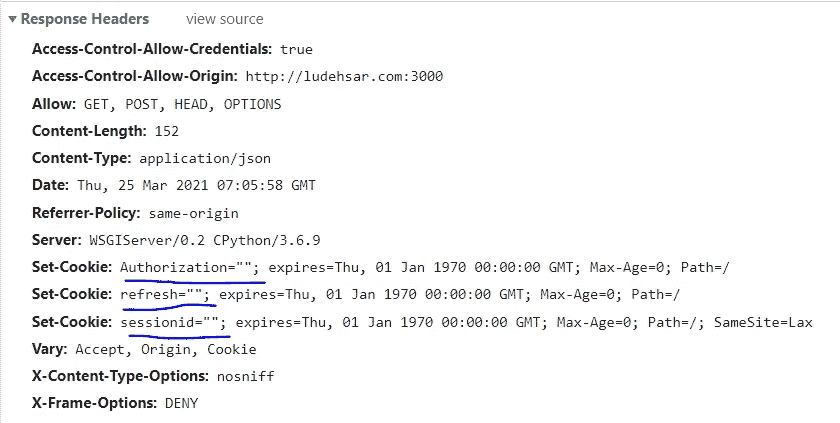 Response Headers view source
Access-Control-Allow-Credentials: true
Access-Control-Allow-Origin: http://ludehsar.com:3000
Allow: GET, POST, HEAD, OPTIONS
Content-Length: 152
Content-Type: application/json
Date: Thu, 25 Mar 2021 07:05:58 GMT
Referrer-Policy: same-origin
Server: WSGIServer/0.2 CPython/3.6.9
Set-Cookie: Authorization=""; expires=Thu, 01 Jan 1970 00:00:00 GMT; Max-Age=0; Path=/
Set-Cookie: refresh=""; expires=Thu, 01 Jan 1970 00:00:00 GMT; Max-Age=0; Path=/
Set-Cookie: sessionid=""; expires=Thu, 01 Jan 1970 00:00:00 GMT; Max-Age=0; Path=/; SameSite=Lax
Vary: Accept, Origin, Cookie
X-Content-Type-Options: nosniff
X-Frame-Options: DENY